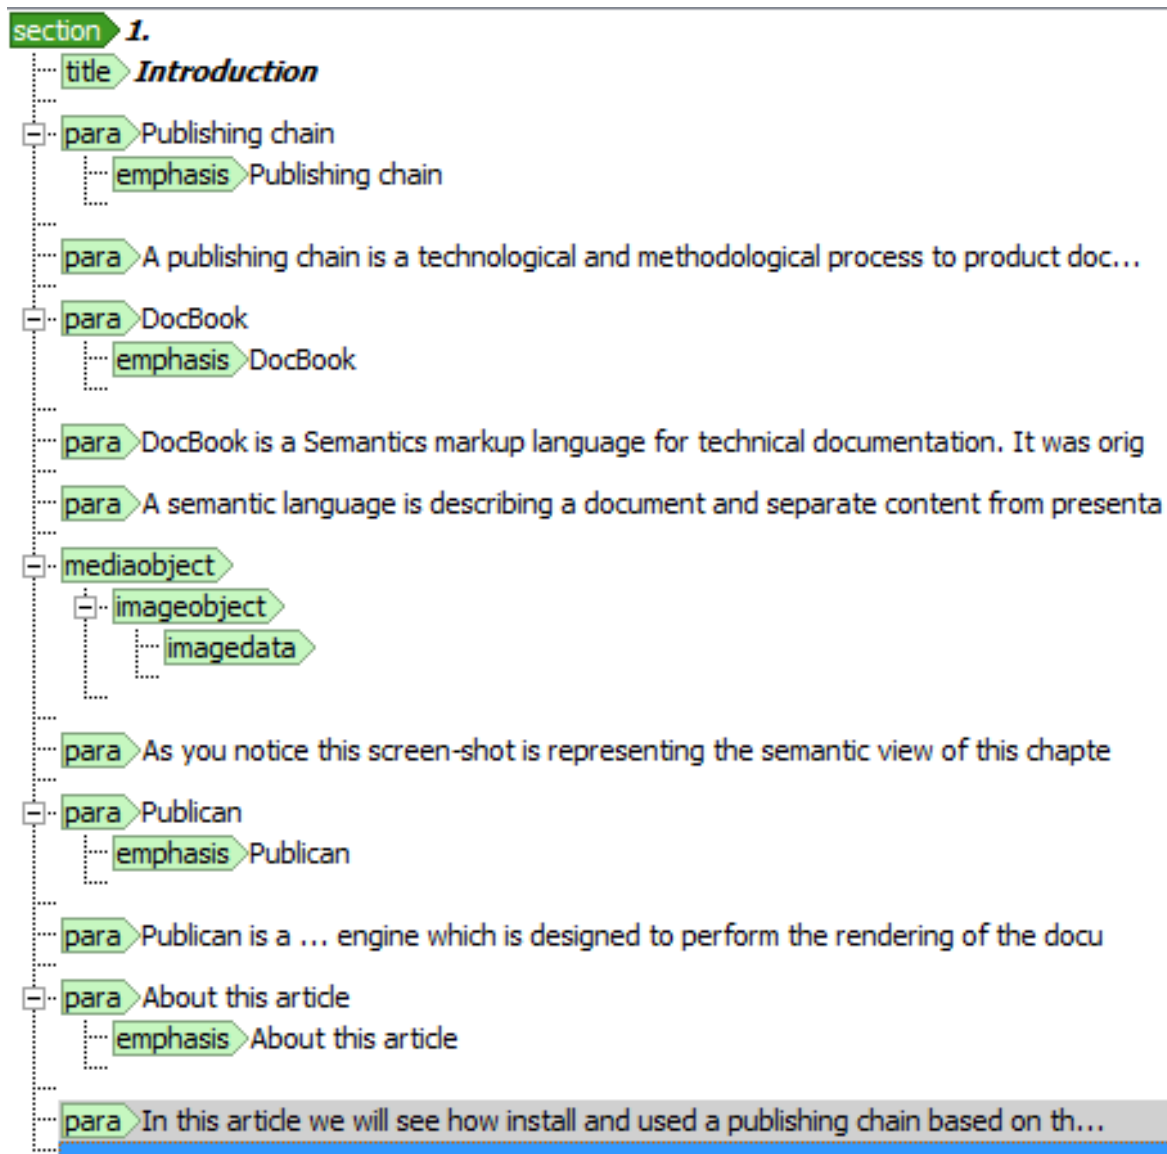 section 1.
title Introduction
para Publishing chain
emphasis Publishing chain
para A publishing chain is a technological and methodological process to product doc...
para DocBook
emphasis DocBook
para DocBook is a Semantics markup language for technical documentation. It was orig
para A semantic language is describing a document and separate content from presenta
mediaobject
imageobject
imagedata
para As you notice this screen-shot is representing the semantic view of this chapte
para Publican
emphasis Publican
para Publican is a ... engine which is designed to perform the rendering of the docu
para About this article
emphasis About this article
para In this article we will see how install and used a publishing chain based on th...